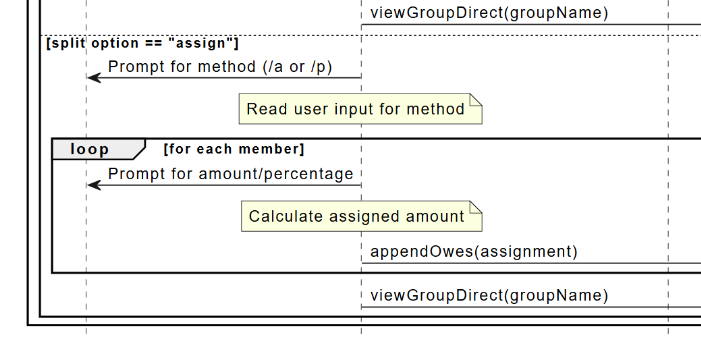 viewGroupDirect(groupName)
[split option == "assign"]
Prompt for method (/a or /p)
Read user input for method
loop [for each member]
Prompt for amount/percentage
Calculate assigned amount
appendOwes(assignment)
viewGroupDirect(groupName)